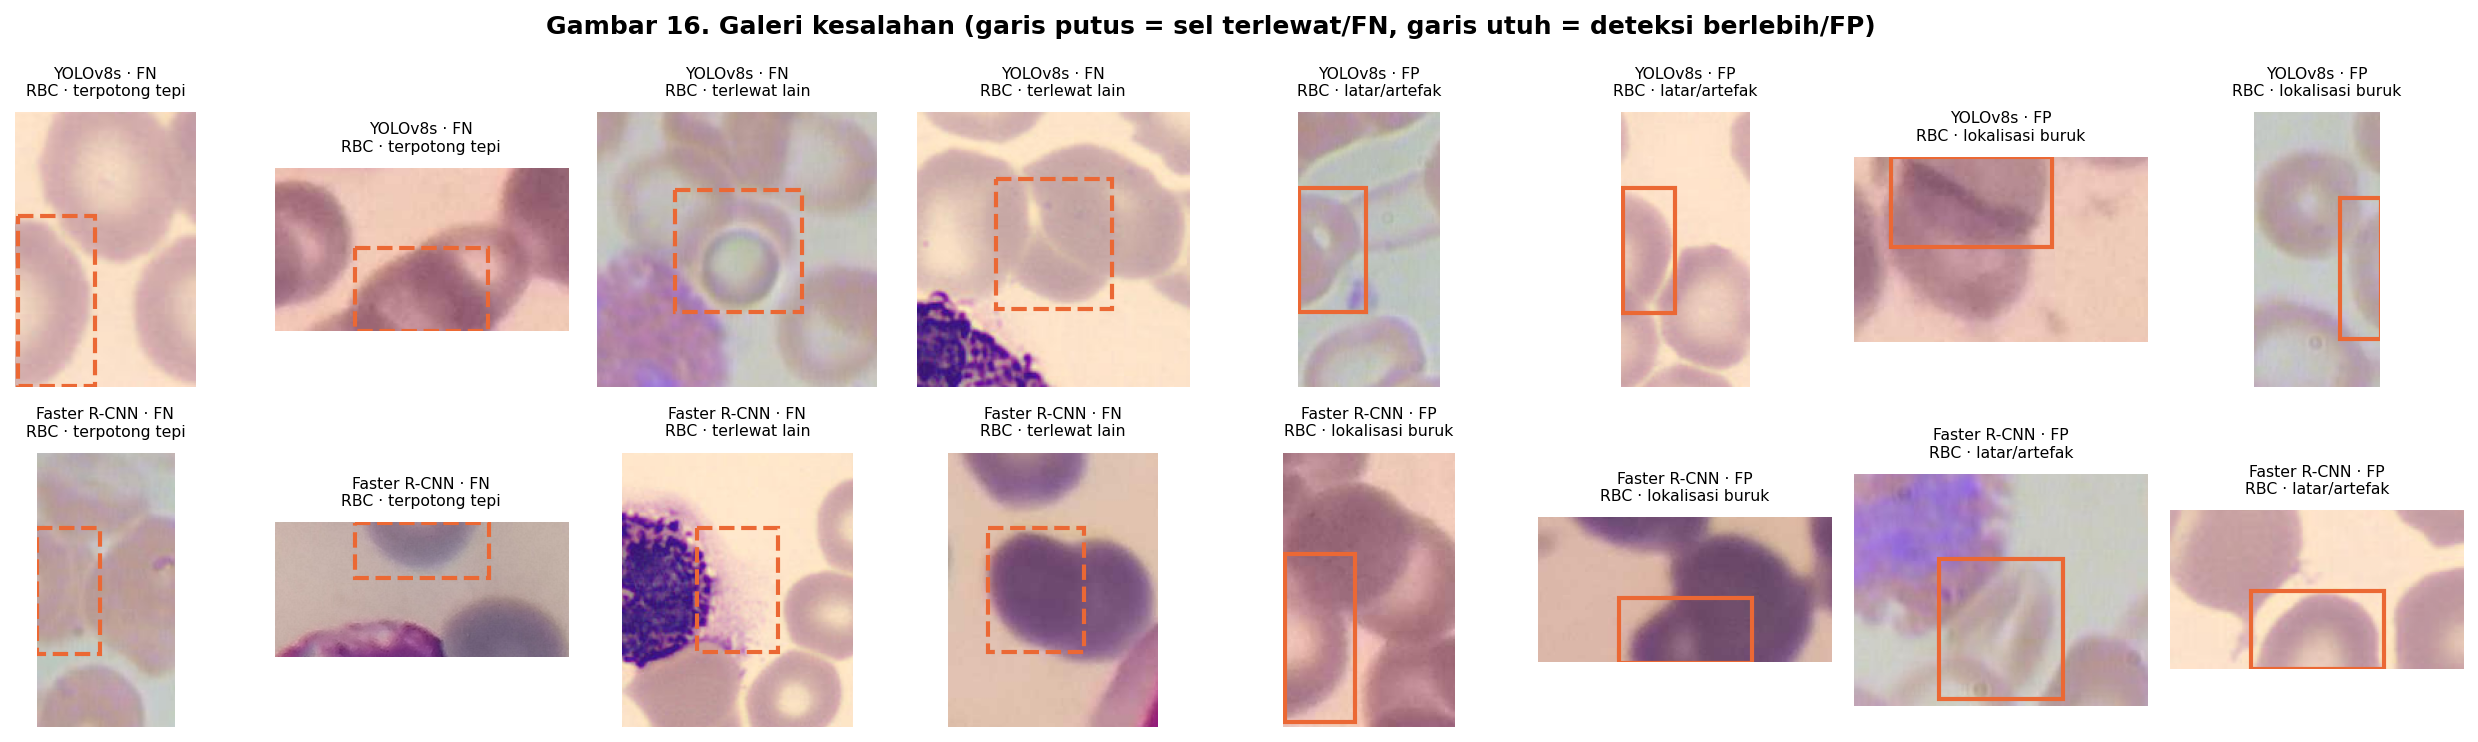 Gambar 16. Galeri kesalahan (garis putus = sel terlewat/FN, garis utuh = deteksi berlebih/FP)
YOLOv8s · FN
RBC · terpotong tepi
YOLOv8s · FN
RBC · terpotong tepi
YOLOv8s · FN
RBC · terlewat lain
YOLOv8s · FN
RBC · terlewat lain
YOLOv8s · FP
RBC · latar/artefak
YOLOv8s · FP
RBC · latar/artefak
YOLOv8s · FP
RBC · lokalisasi buruk
YOLOv8s · FP
RBC · lokalisasi buruk
Faster R-CNN · FN
RBC · terpotong tepi
Faster R-CNN · FN
RBC · terpotong tepi
Faster R-CNN · FN
RBC · terlewat lain
Faster R-CNN · FN
RBC · terlewat lain
Faster R-CNN · FP
RBC · lokalisasi buruk
Faster R-CNN · FP
RBC · lokalisasi buruk
Faster R-CNN · FP
RBC · latar/artefak
Faster R-CNN · FP
RBC · latar/artefak